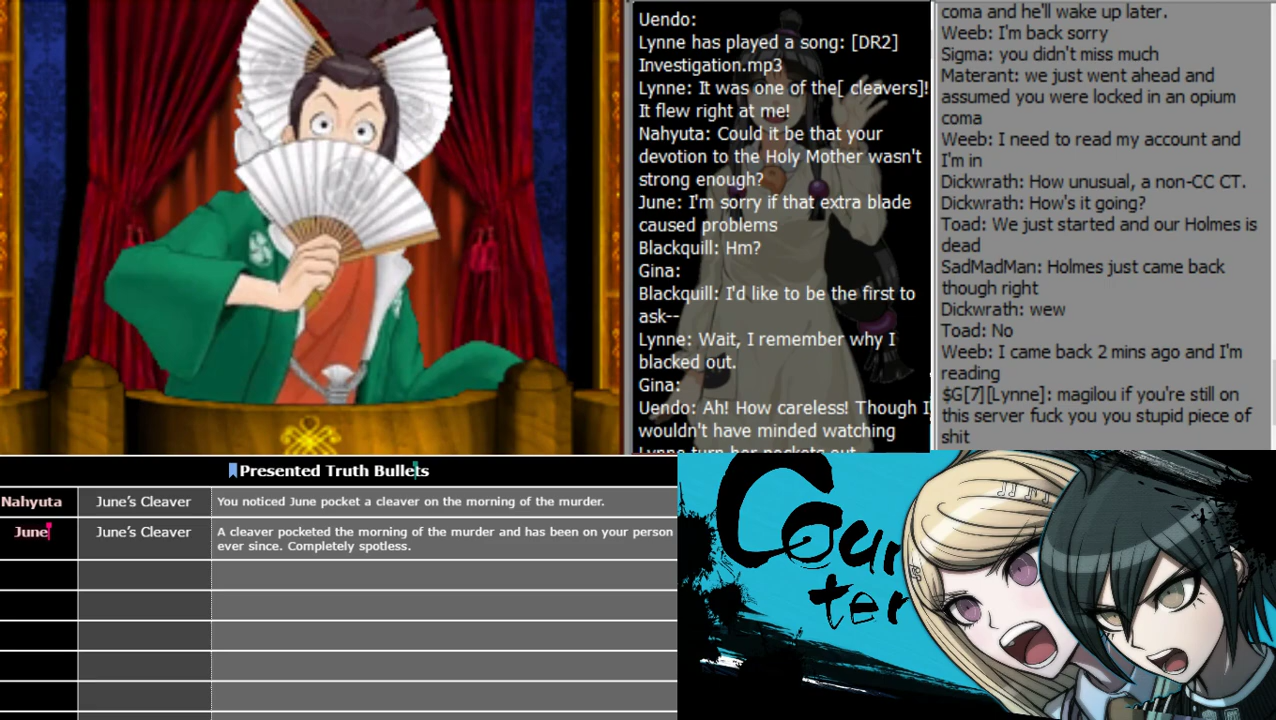 Uendo:
Lynne has played a song: [DR2]
Investigation.mp3
Lynne: It was one of the[ cleavers]!
It flew right at me!
Nahyuta: Could it be that your
devotion to the Holy Mother wasn't
strong enough?
June: I'm sorry if that extra blade
caused problems
Blackquill: Hm?
Gina:
Blackquill: I'd like to be the first to
ask--
Lynne: Wait, I remember why I
blacked out.
Gina:
Uendo: Ah! How careless! Though I
wouldn't have minded watching
Lynne turn her pockets out
coma and he'll wake up later.
Weeb: I'm back sorry
Sigma: you didn't miss much
Materant: we just went ahead and
assumed you were locked in an opium
coma
Weeb: I need to read my account and
I'm in
Dickwrath: How unusual, a non-CC CT.
Dickwrath: How's it going?
Toad: We just started and our Holmes is
dead
SadMadMan: Holmes just came back
though right
Dickwrath: wew
Toad: No
Weeb: I came back 2 mins ago and I'm
reading
$G[7][Lynne]: magilou if you're still on
this server fuck you you stupid piece of
shit
Presented Truth Bullets
Nahyuta June's Cleaver You noticed June pocket a cleaver on the morning of the murder.
June June's Cleaver A cleaver pocketed the morning of the murder and has been on your person
ever since. Completely spotless.
Coun
ter